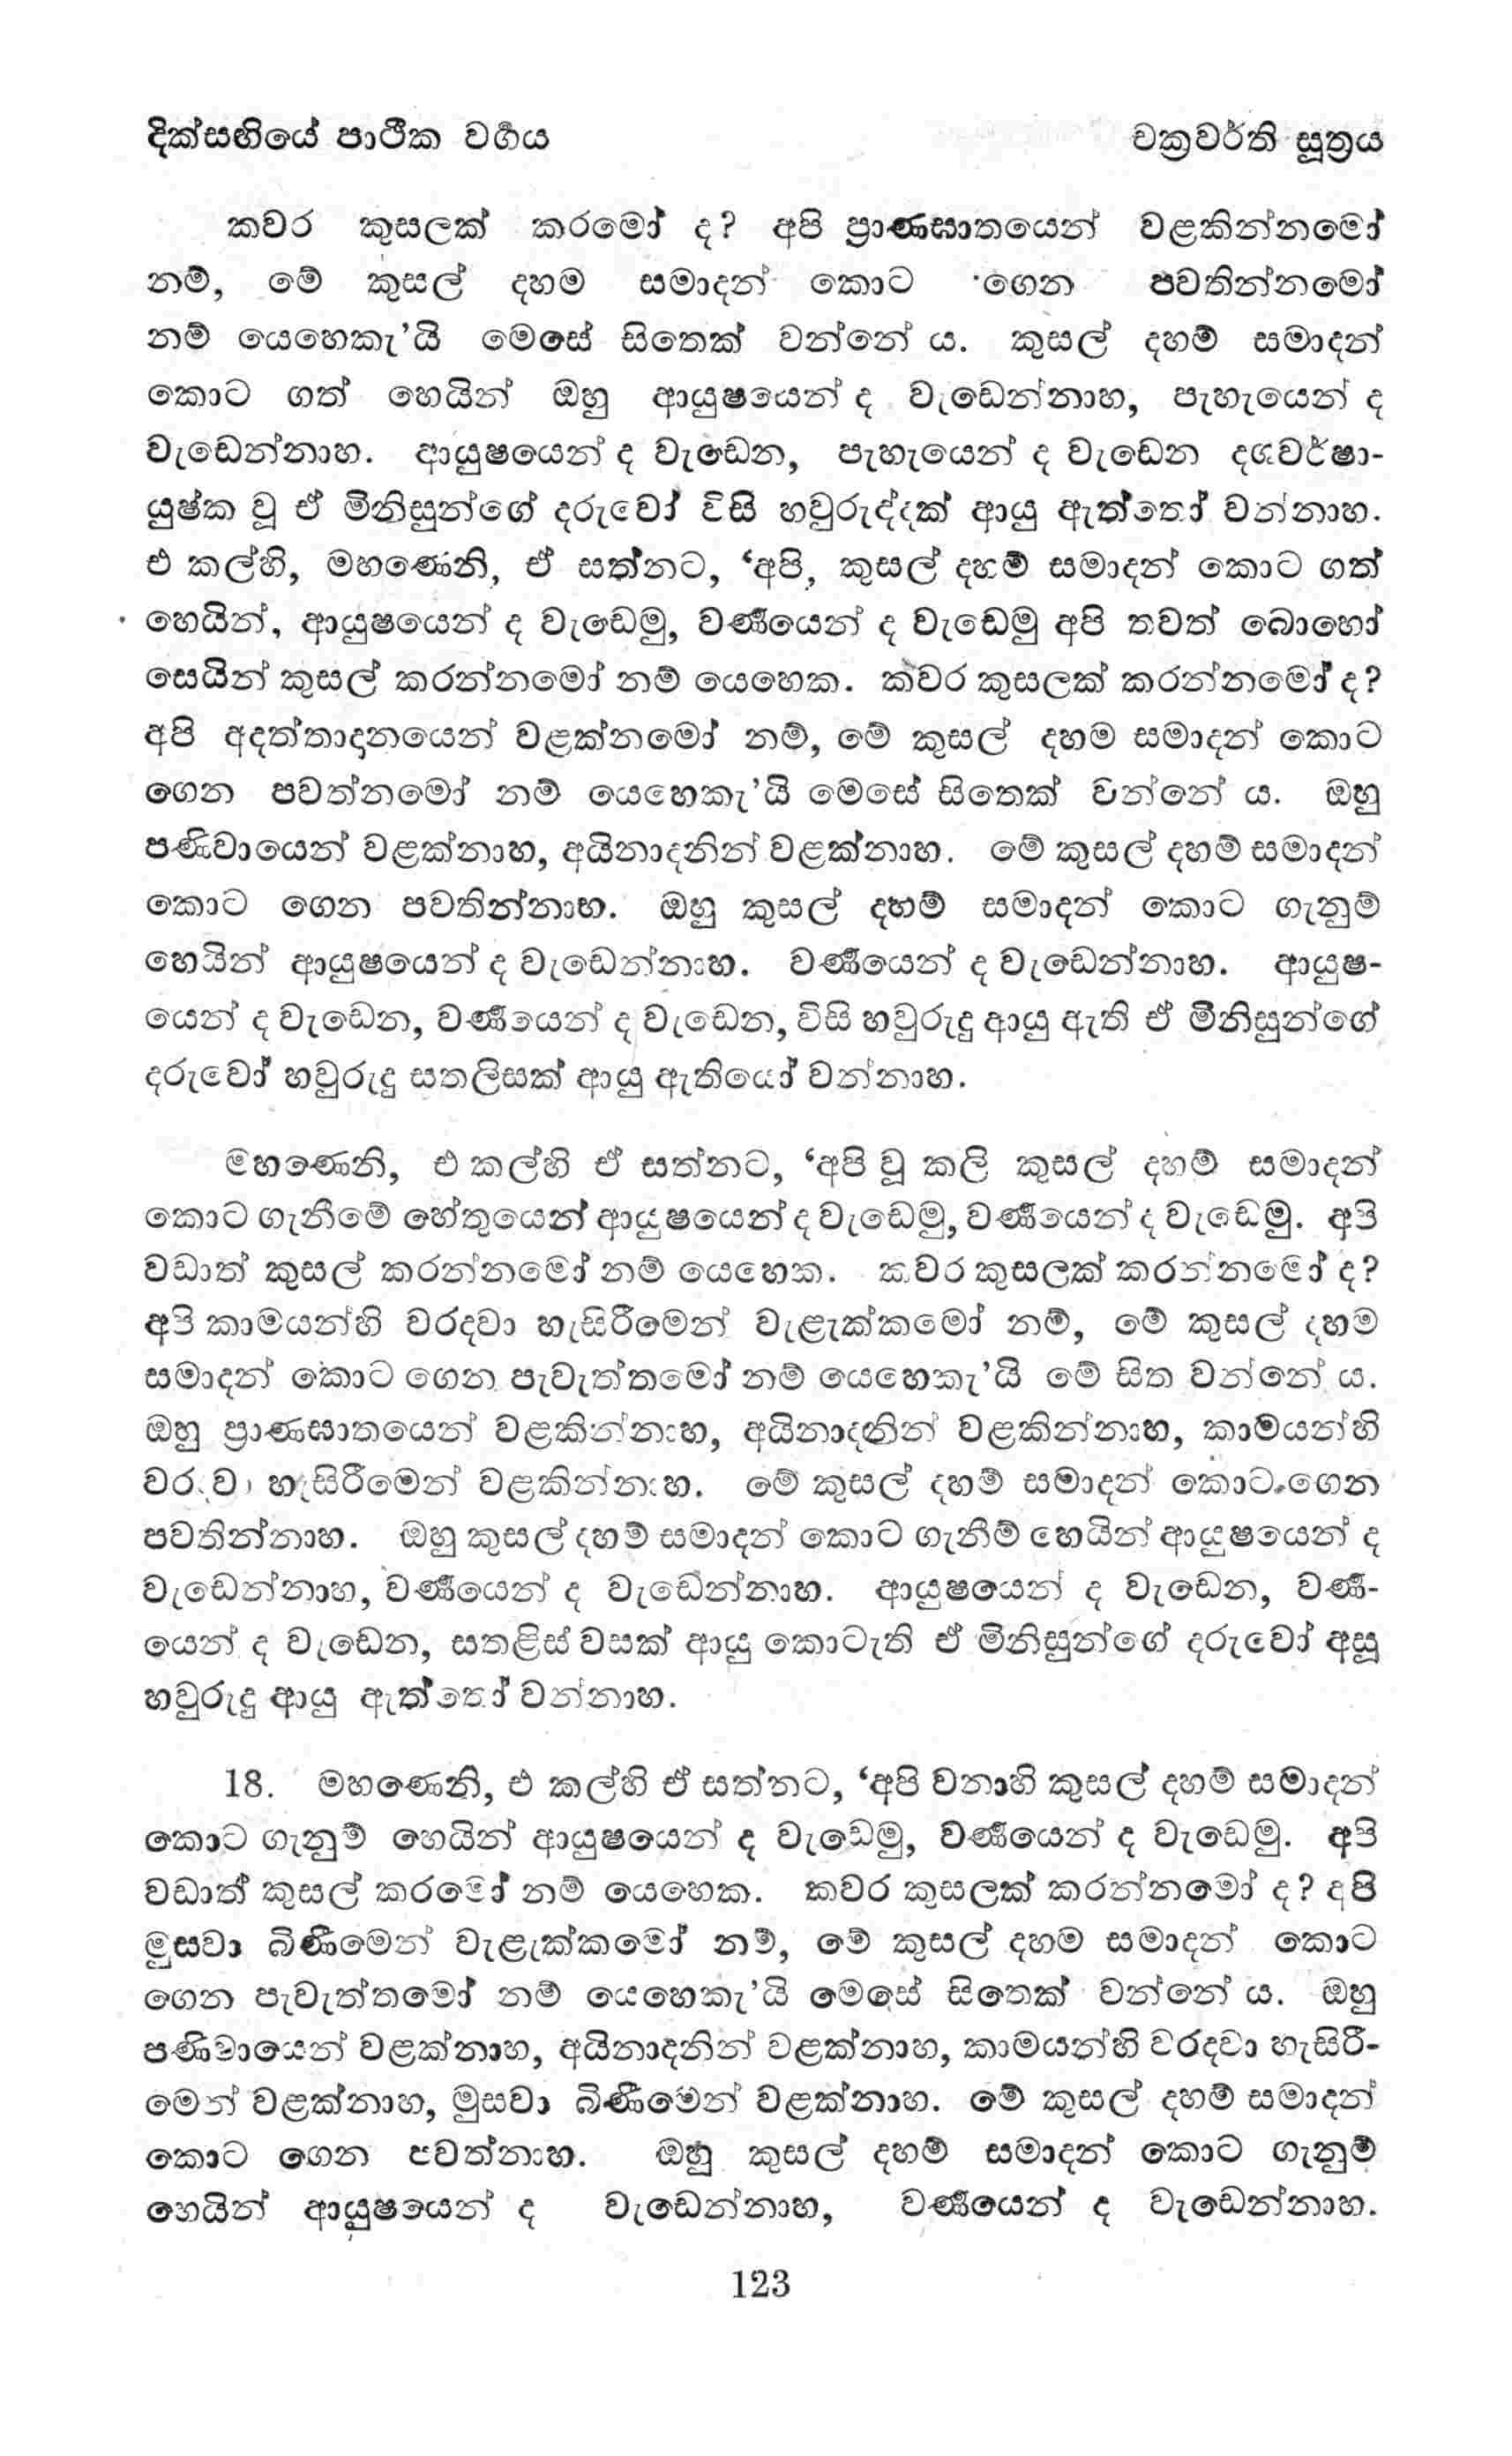 දික්සඟියේ පාථික වර්‍ගය
චක්‍රවර්ති සූත්‍රය
කවර කුසලක් කරමෝ ද? අපි ප්‍රාණඝාතයෙන් වළකින්නමෝ
නම්, මේ කුසල් දහම සමාදන් කොට ගෙන පවතින්නමෝ
නම් යෙහෙකැ’යි මෙසේ සිතෙක් වන්නේ ය. කුසල් දහම් සමාදන්
කොට ගත් හෙයින් ඔහු ආයුෂයෙන් ද වැඩෙන්නාහ, පැහැයෙන් ද
වැඩෙන්නාහ. ආයුෂයෙන් ද වැඩෙන, පැහැයෙන් ද වැඩෙන දශවර්ෂා-
යුෂ්ක වූ ඒ මිනිසුන්ගේ දරුවෝ විසි හවුරුද්දක් ආයු ඇත්තෝ වන්නාහ.
එ කල්හි, මහණෙනි, ඒ සත්නට, ‘අපි, කුසල් දහම් සමාදන් කොට ගත්
හෙයින්, ආයුෂයෙන් ද වැඩෙමු, වර්‍ණයෙන් ද වැඩෙමු අපි තවත් බොහෝ
සෙයින් කුසල් කරන්නමෝ නම් යෙහෙක. කවර කුසලක් කරන්නමෝ ද?
අපි අදත්තාදනයෙන් වළක්නමෝ නම්, මේ කුසල් දහම සමාදන් කොට
ගෙන පවත්නමෝ නම් යෙහෙකැ’යි මෙසේ සිතෙක් වන්නේ ය. ඔහු
පණිවායෙන් වළක්නාහ, අයිනාදනින් වළක්නාහ. මේ කුසල් දහම් සමාදන්
කොට ගෙන පවතින්නාහ. ඔහු කුසල් දහම් සමාදන් කොට ගැනුම්
හෙයින් ආයුෂයෙන් ද වැඩෙන්නාහ. වර්‍ණයෙන් ද වැඩෙන්නාහ. ආයුෂ-
යෙන් ද වැඩෙන, වර්‍ණයෙන් ද වැඩෙන, විසි හවුරුදු ආයු ඇති ඒ මිනිසුන්ගේ
දරුවෝ හවුරුදු සතලිසක් ආයු ඇතියෝ වන්නාහ.
මහණෙනි, එ කල්හි ඒ සත්නට, ‘අපි වූ කලි කුසල් දහම් සමාදන්
කොට ගැනීමේ හේතුයෙන් ආයුෂයෙන් ද වැඩෙමු, වර්‍ණයෙන් ද වැඩෙමු. අපි
වඩාත් කුසල් කරන්නමෝ නම් යෙහෙක. කවර කුසලක් කරන්නමෝ ද?
අපි කාමයන්හි වරදවා හැසිරීමෙන් වැළැක්කමෝ නම්, මේ කුසල් දහම
සමාදන් කොට ගෙන පැවැත්තමෝ නම් යෙහෙකැ’යි මේ සිත වන්නේ ය.
ඔහු ප්‍රාණඝාතයෙන් වළකින්නාහ, අයිනාදනින් වළකින්නාහ, කාමයන්හි
වරදවා හැසිරීමෙන් වළකින්නාහ. මේ කුසල් දහම් සමාදන් කොට ගෙන
පවතින්නාහ. ඔහු කුසල් දහම් සමාදන් කොට ගැනීම් හෙයින් ආයුෂයෙන් ද
වැඩෙන්නාහ, වර්‍ණයෙන් ද වැඩෙන්නාහ. ආයුෂයෙන් ද වැඩෙන, වර්‍ණ-
යෙන් ද වැඩෙන, සතළිස් වසක් ආයු කොටැති ඒ මිනිසුන්ගේ දරුවෝ අසූ
හවුරුදු ආයු ඇත්තෝ වන්නාහ.
18. මහණෙනි, එ කල්හි ඒ සත්නට, ‘අපි වනාහි කුසල් දහම් සමාදන්
කොට ගැනුම් හෙයින් ආයුෂයෙන් ද වැඩෙමු, වර්‍ණයෙන් ද වැඩෙමු. අපි
වඩාත් කුසල් කරමෝ නම් යෙහෙක. කවර කුසලක් කරන්නමෝ ද? අපි
මුසවා බිණීමෙන් වැළැක්කමෝ නම්, මේ කුසල් දහම සමාදන් කොට
ගෙන පැවැත්තමෝ නම් යෙහෙකැ’යි මෙසේ සිතෙක් වන්නේ ය. ඔහු
පණිවායෙන් වළක්නාහ, අයිනාදනින් වළක්නාහ, කාමයන්හි වරදවා හැසිරී-
මෙන් වළක්නාහ, මුසවා බිණීමෙන් වළක්නාහ. මේ කුසල් දහම් සමාදන්
කොට ගෙන පවත්නාහ. ඔහු කුසල් දහම් සමාදන් කොට ගැනුම්
හෙයින් ආයුෂයෙන් ද වැඩෙන්නාහ, වර්‍ණයෙන් ද වැඩෙන්නාහ.
123